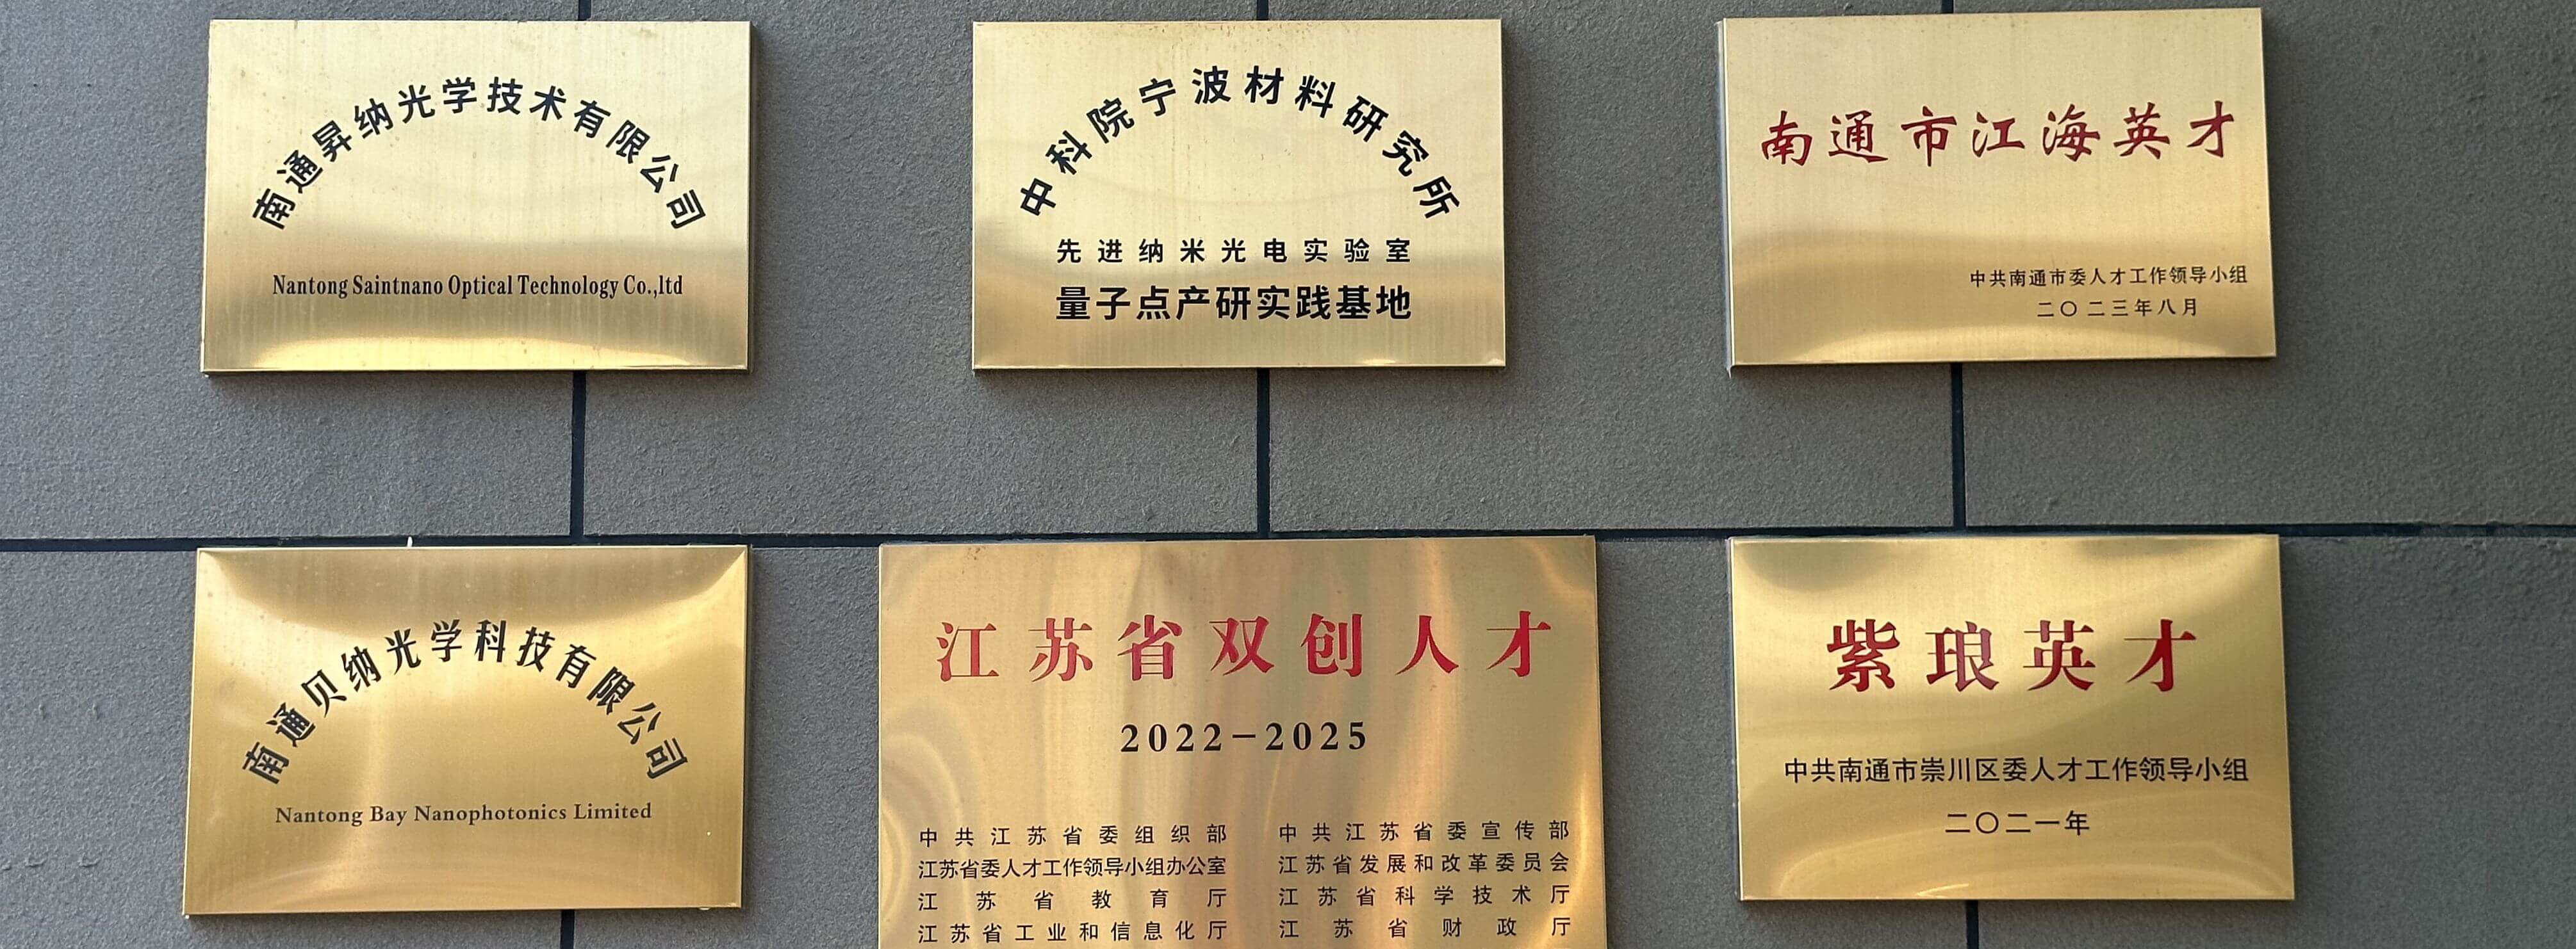 南通昇纳光学技术有限公司
Nantong Saintnano Optical Technology Co.,ltd
中科院宁波材料研究所
先进纳米光电实验室
量子点产研实践基地
南通市江海英才
中共南通市委人才工作领导小组
二〇二三年八月
南通贝纳光学科技有限公司
Nantong Bay Nanophotonics Limited
江苏省双创人才
2022-2025
中共江苏省委组织部 中共江苏省委宣传部
江苏省委人才工作领导小组办公室 江苏省发展和改革委员会
江苏省教育厅 江苏省科学技术厅
江苏省工业和信息化厅 江苏省财政厅
紫琅英才
中共南通市崇川区委人才工作领导小组
二〇二一年